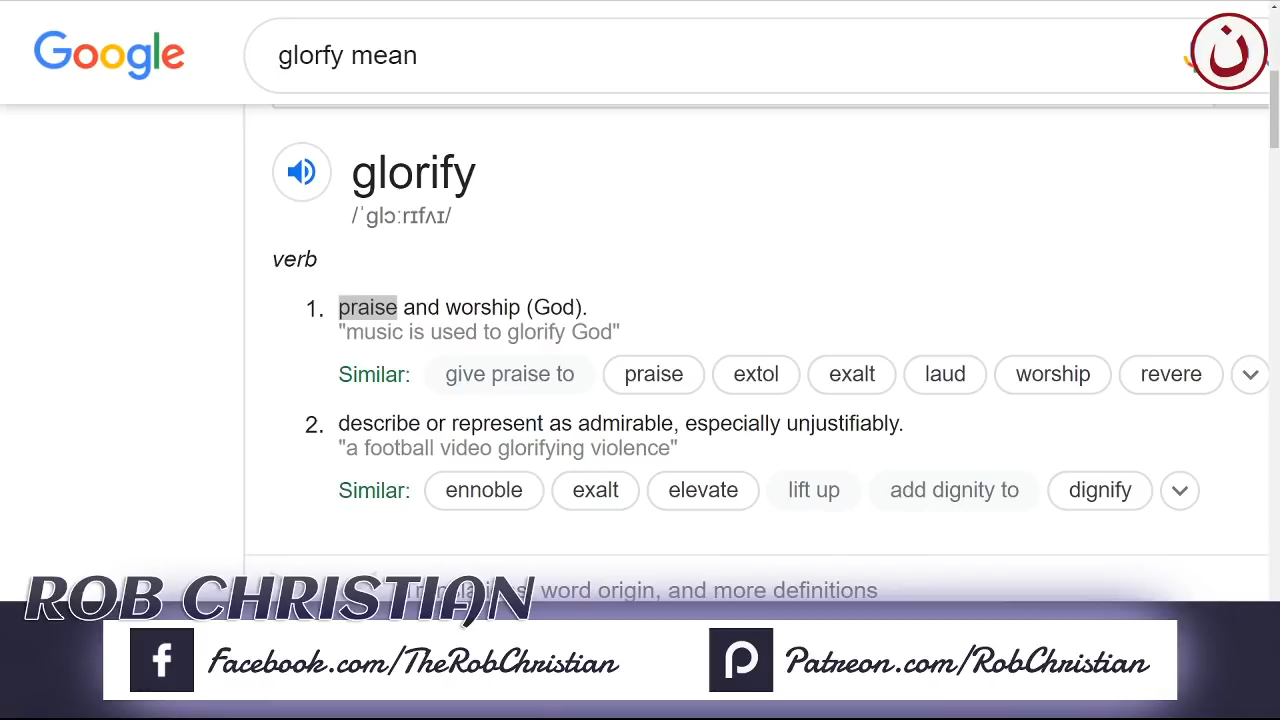 Google
glorfy mean
ن
glorify
/ˈɡlɔːrɪfʌɪ/
verb
1. praise and worship (God).
"music is used to glorify God"
Similar: give praise to praise extol exalt laud worship revere
2. describe or represent as admirable, especially unjustifiably.
"a football video glorifying violence"
Similar: ennoble exalt elevate lift up add dignity to dignify
word origin, and more definitions
ROB CHRISTIAN
Facebook.com/TheRobChristian
Patreon.com/RobChristian